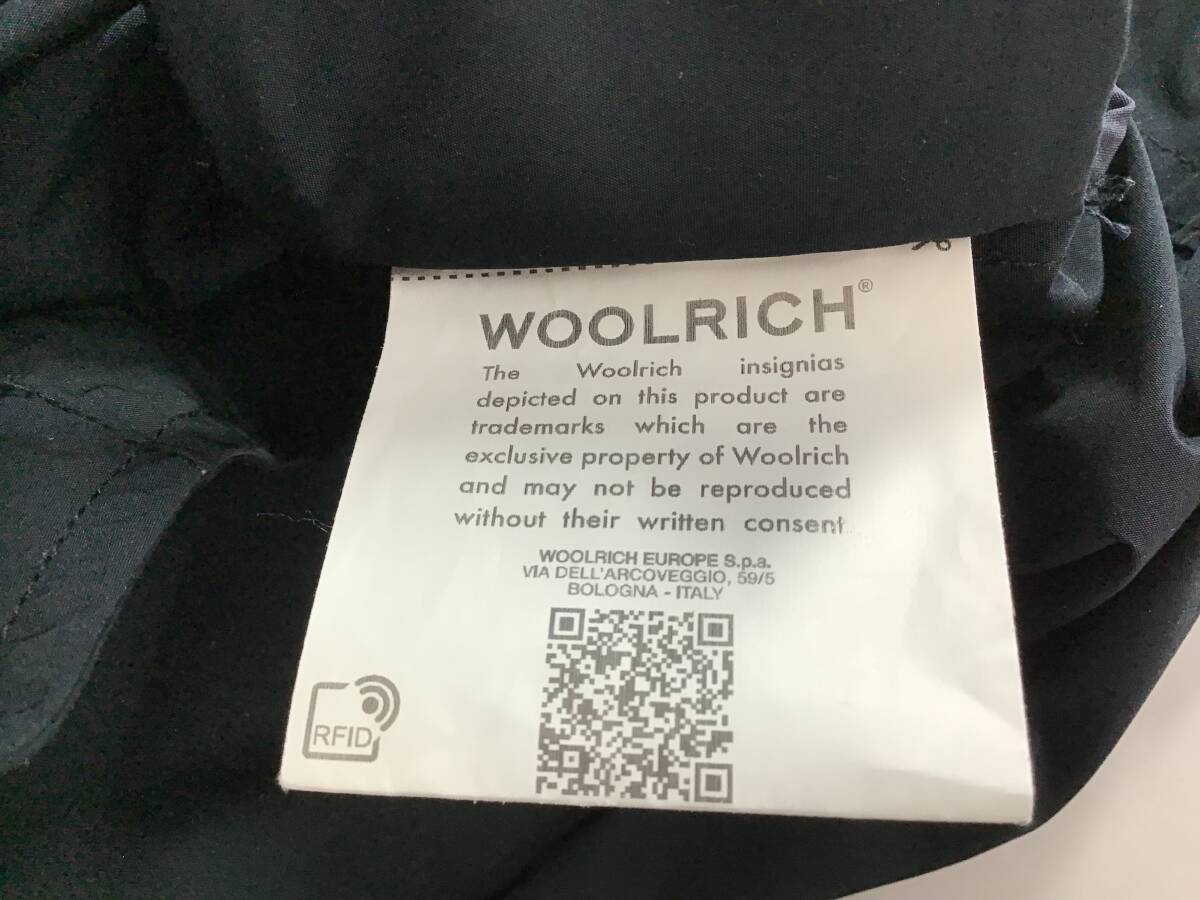 WOOLRICH®
The Woolrich insignias
depicted on this product are
trademarks which are the
exclusive property of Woolrich
and may not be reproduced
without their written consent
WOOLRICH EUROPE S.p.a.
VIA DELL'ARCOVEGGIO, 59/5
BOLOGNA - ITALY
RFID